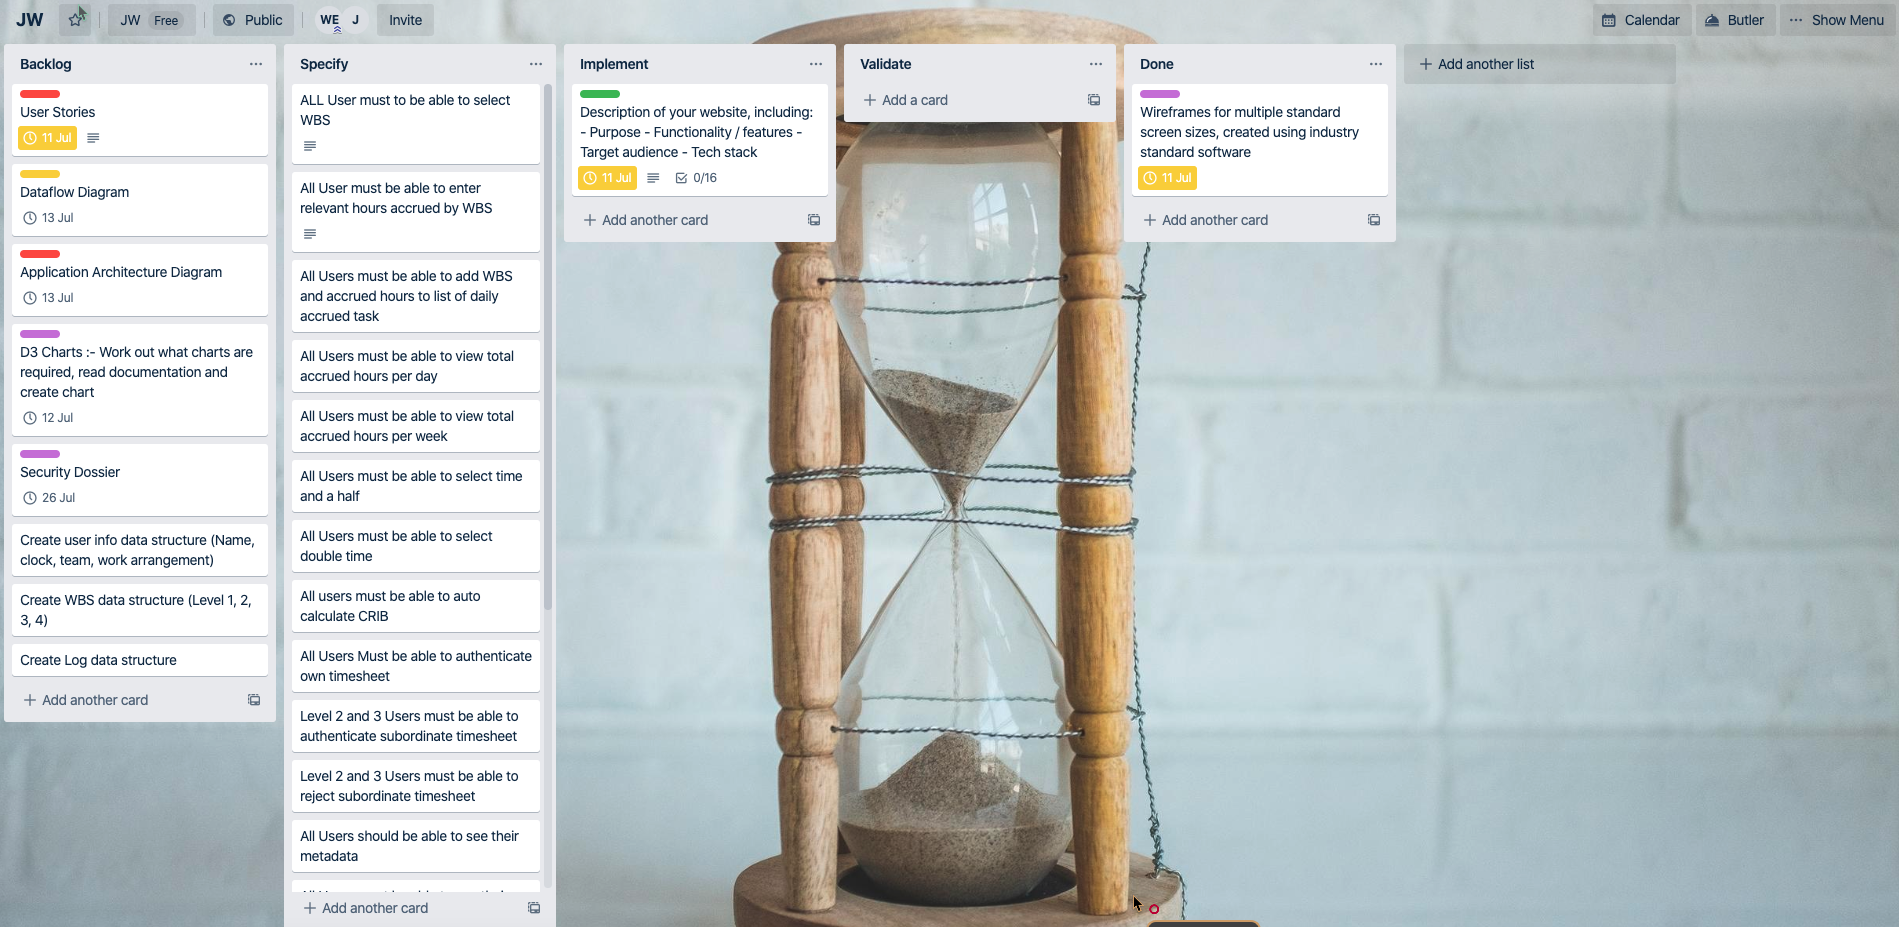 JW
JW Free
Public
WE J
Invite
Calendar
Butler
Show Menu
Backlog
User Stories
11 Jul
Dataflow Diagram
13 Jul
Application Architecture Diagram
13 Jul
D3 Charts :- Work out what charts are
required, read documentation and
create chart
12 Jul
Security Dossier
26 Jul
Create user info data structure (Name,
clock, team, work arrangement)
Create WBS data structure (Level 1, 2,
3, 4)
Create Log data structure
Add another card
Specify
ALL User must to be able to select
WBS
All User must be able to enter
relevant hours accrued by WBS
All Users must be able to add WBS
and accrued hours to list of daily
accrued task
All Users must be able to view total
accrued hours per day
All Users must be able to view total
accrued hours per week
All Users must be able to select time
and a half
All Users must be able to select
double time
All users must be able to auto
calculate CRIB
All Users Must be able to authenticate
own timesheet
Level 2 and 3 Users must be able to
authenticate subordinate timesheet
Level 2 and 3 Users must be able to
reject subordinate timesheet
All Users should be able to see their
metadata
Add another card
Implement
Description of your website, including:
- Purpose - Functionality / features -
Target audience - Tech stack
11 Jul 0/16
Add another card
Validate
Add a card
Done
Wireframes for multiple standard
screen sizes, created using industry
standard software
11 Jul
Add another card
Add another list